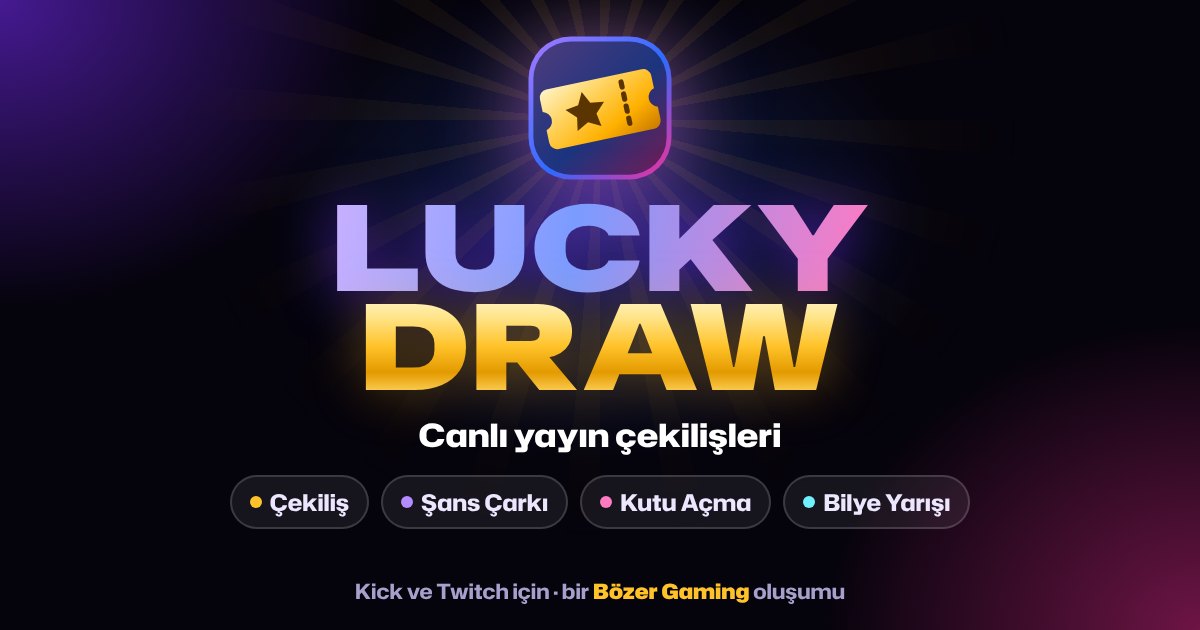 LUCKY
DRAW
Canlı yayın çekilişleri
Çekiliş
Şans Çarkı
Kutu Açma
Bilye Yarışı
Kick ve Twitch için · bir Bözer Gaming oluşumu